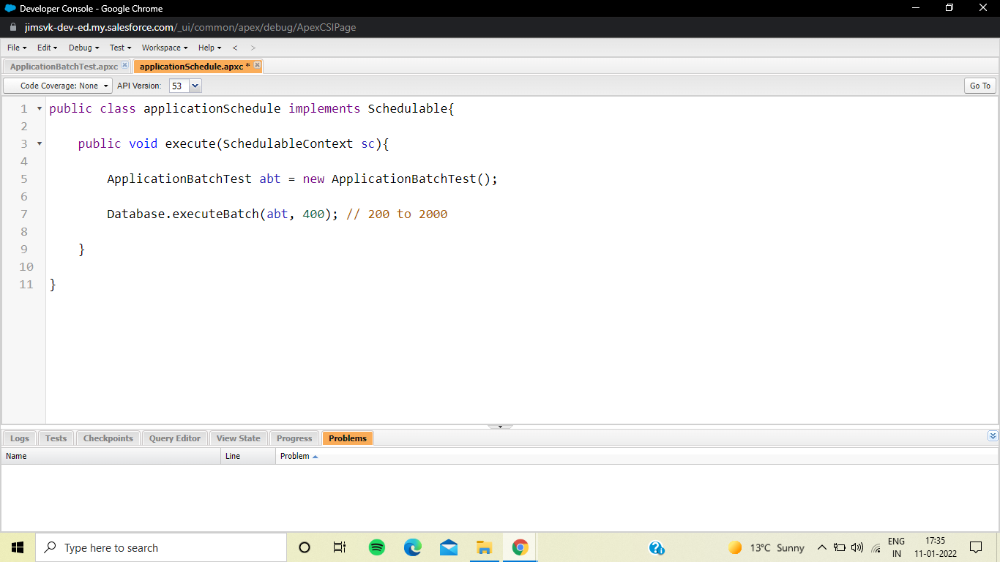 Developer Console - Google Chrome
jimsvk-dev-ed.my.salesforce.com/_ui/common/apex/debug/ApexCSIPage
File Edit Debug Test Workspace Help < >
ApplicationBatchTest.apxc applicationSchedule.apxc *
Code Coverage: None API Version: 53 Go To
1 public class applicationSchedule implements Schedulable{
2
3 public void execute(SchedulableContext sc){
4
5 ApplicationBatchTest abt = new ApplicationBatchTest();
6
7 Database.executeBatch(abt, 400); // 200 to 2000
8
9 }
10
11 }
Logs Tests Checkpoints Query Editor View State Progress Problems
Name Line Problem
Type here to search 13°C Sunny ENG 17:35
IN 11-01-2022